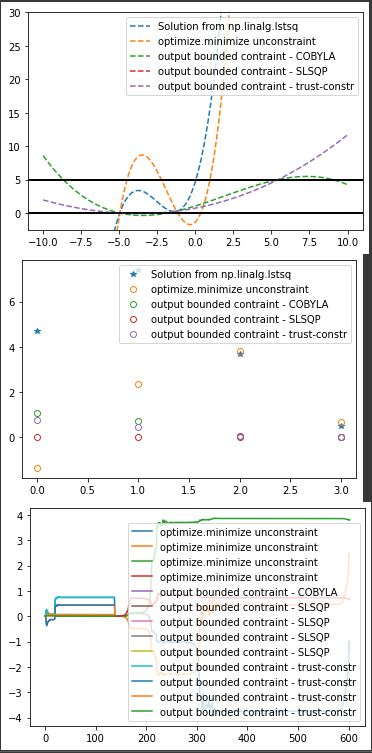 30
25
20
15
10
5
0
Solution from np.linalg.lstsq
optimize.minimize unconstraint
output bounded contraint - COBYLA
output bounded contraint - SLSQP
output bounded contraint - trust-constr
−10.0 −7.5 −5.0 −2.5 0.0 2.5 5.0 7.5 10.0
6
4
2
0
Solution from np.linalg.lstsq
optimize.minimize unconstraint
output bounded contraint - COBYLA
output bounded contraint - SLSQP
output bounded contraint - trust-constr
0.0 0.5 1.0 1.5 2.0 2.5 3.0
4
3
2
1
0
−1
−2
−3
−4
optimize.minimize unconstraint
optimize.minimize unconstraint
optimize.minimize unconstraint
optimize.minimize unconstraint
output bounded contraint - COBYLA
output bounded contraint - SLSQP
output bounded contraint - SLSQP
output bounded contraint - SLSQP
output bounded contraint - SLSQP
output bounded contraint - trust-constr
output bounded contraint - trust-constr
output bounded contraint - trust-constr
output bounded contraint - trust-constr
0 100 200 300 400 500 600